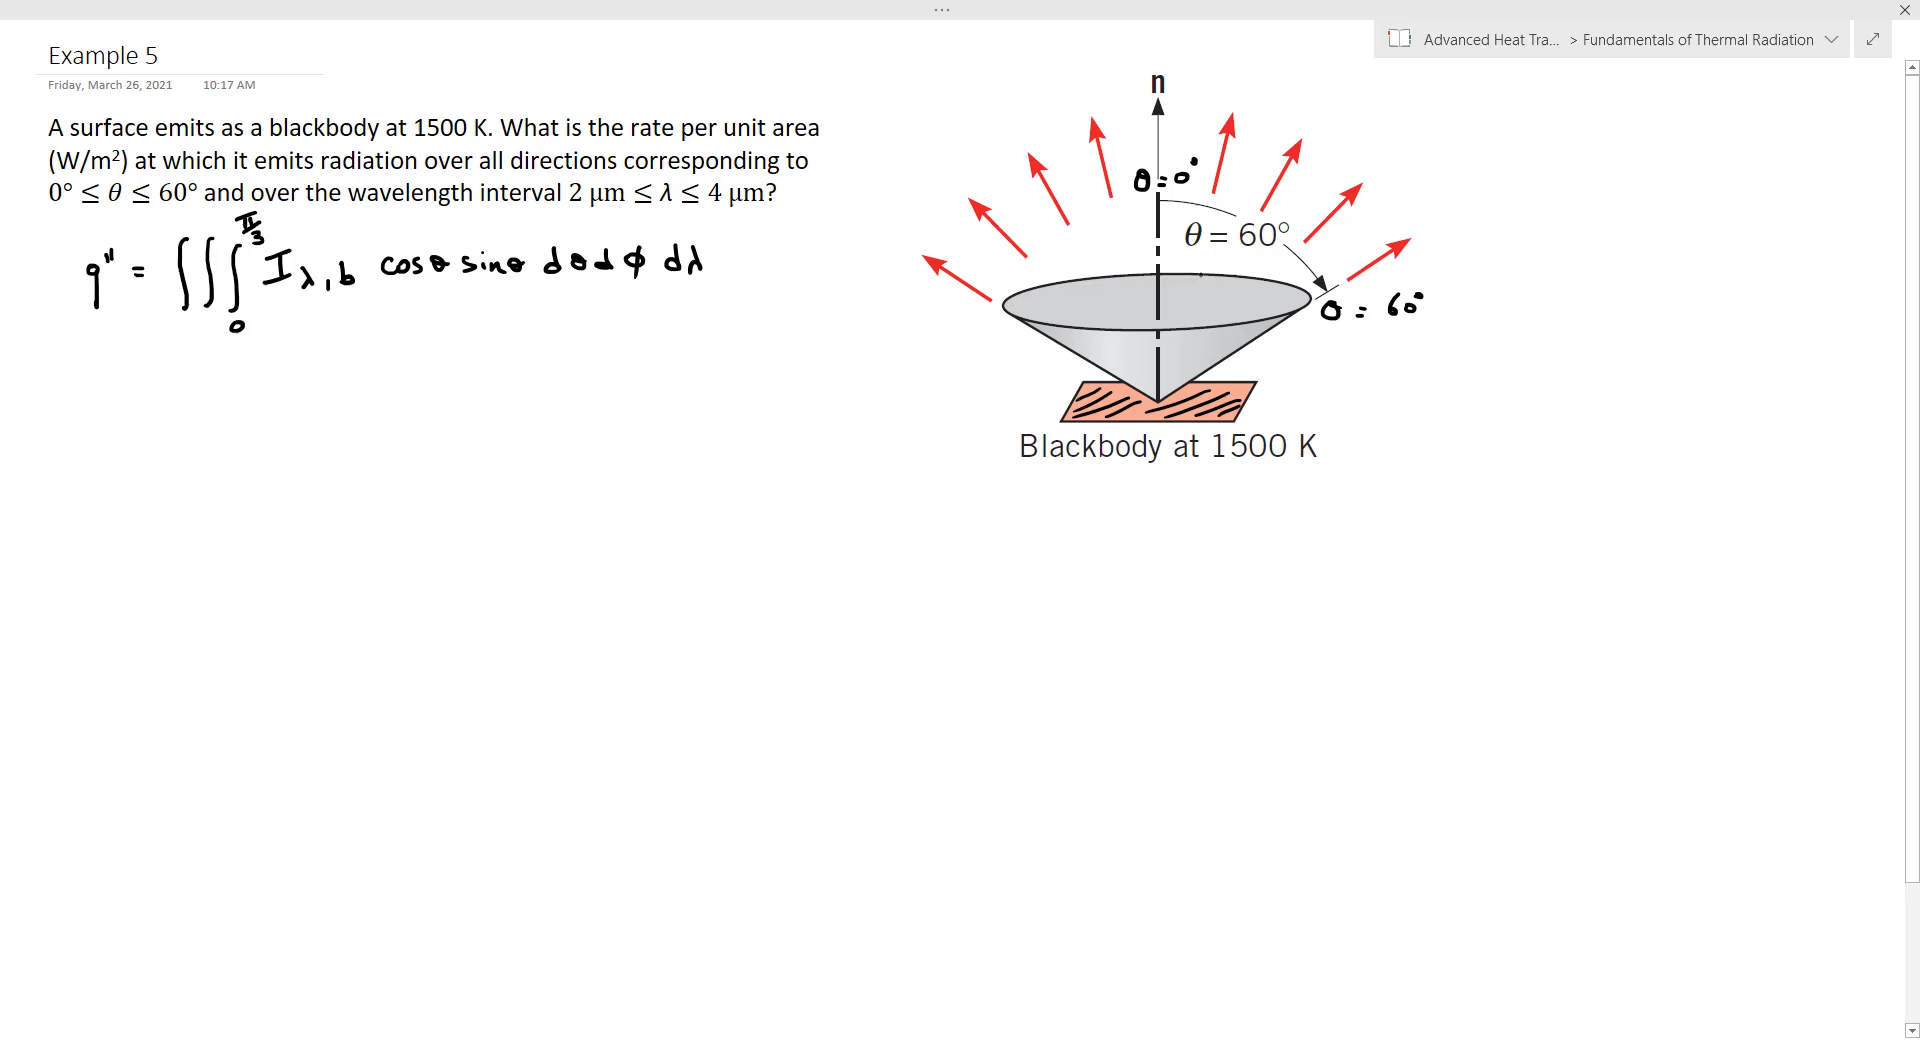 ...
Advanced Heat Tra... > Fundamentals of Thermal Radiation
Example 5
Friday, March 26, 2021 10:17 AM
A surface emits as a blackbody at 1500 K. What is the rate per unit area
(W/m²) at which it emits radiation over all directions corresponding to
0° ≤ θ ≤ 60° and over the wavelength interval 2 μm ≤ λ ≤ 4 μm?
π/3
q" = ∫∫∫ I λ,b cosθ sinθ dθ dϕ dλ
0
n
θ = 0°
θ = 60°
θ = 60°
Blackbody at 1500 K